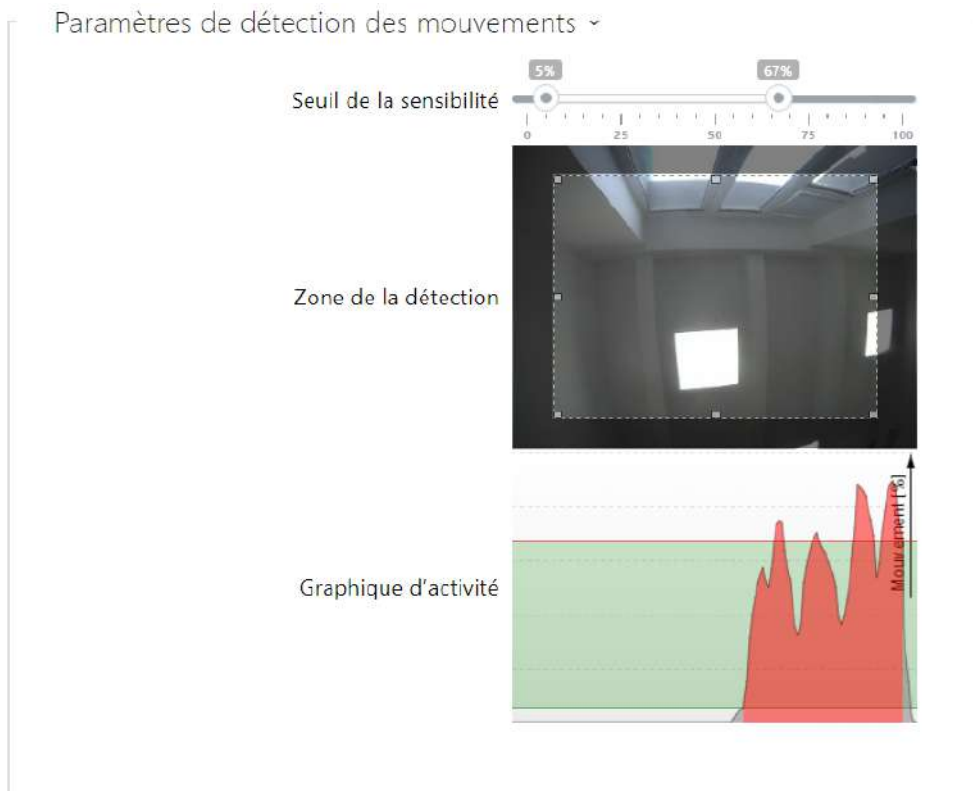 Paramètres de détection des mouvements
5% 67%
Seuil de la sensibilité
0 25 50 75 100
Zone de la détection
Mouvement [%]
Graphique d'activité